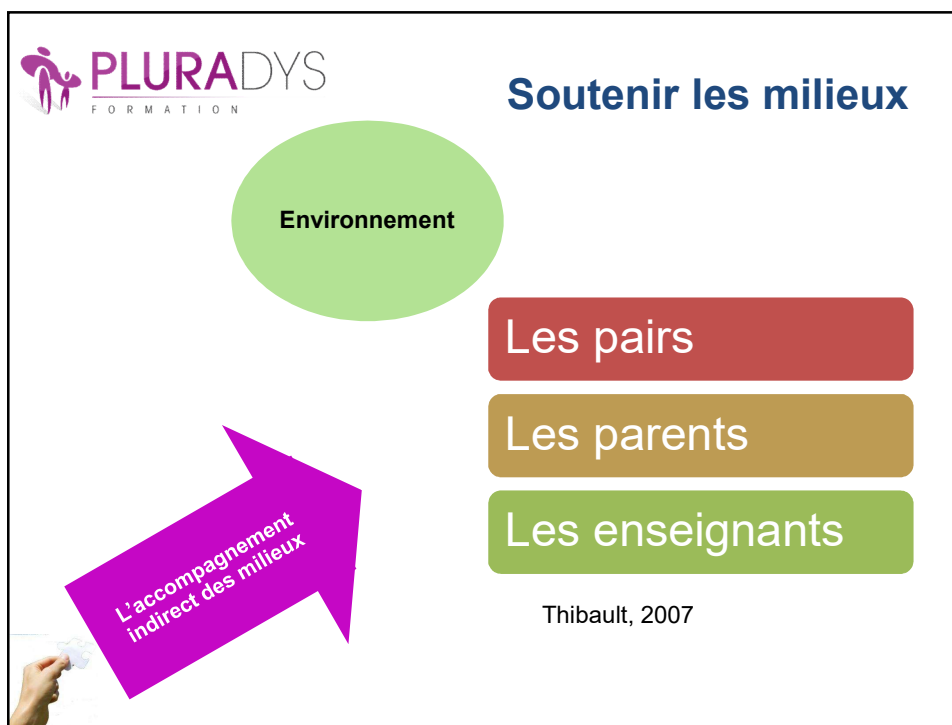 PLURADYS
FORMATION
Soutenir les milieux
Environnement
Les pairs
Les parents
Les enseignants
L'accompagnement
indirect des milieux
Thibault, 2007